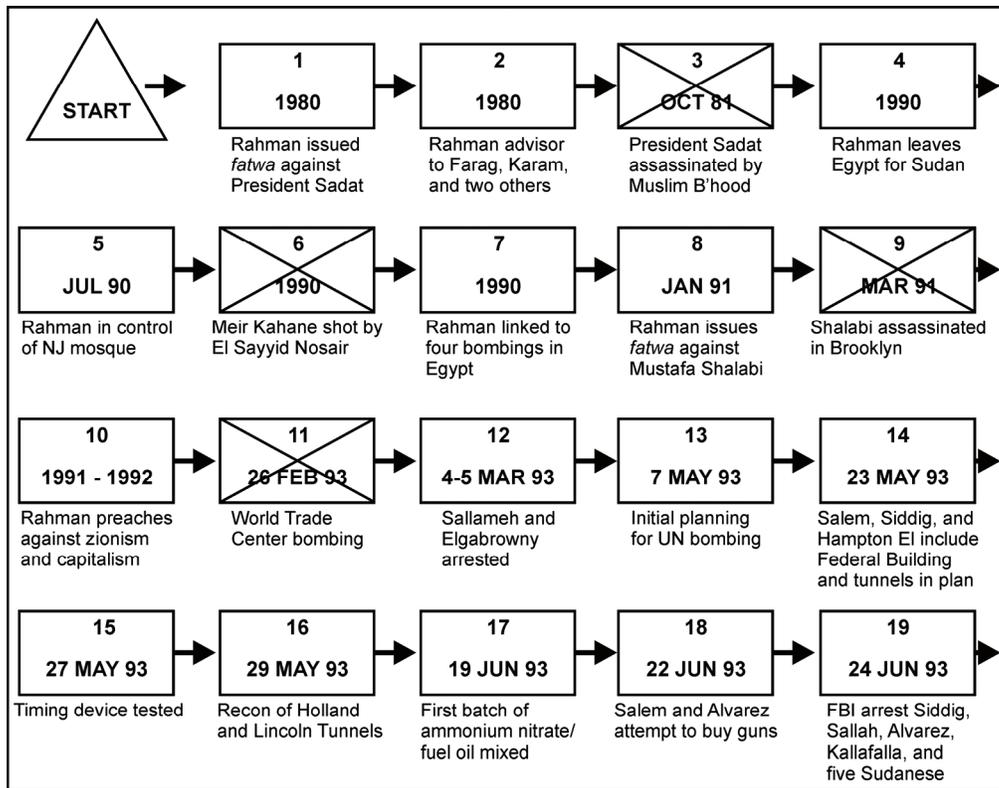 START
1
1980
Rahman issued
fatwa against
President Sadat
2
1980
Rahman advisor
to Farag, Karam,
and two others
3
OCT 81
President Sadat
assassinated by
Muslim B'hood
4
1990
Rahman leaves
Egypt for Sudan
5
JUL 90
Rahman in control
of NJ mosque
6
1990
Meir Kahane shot by
El Sayyid Nosair
7
1990
Rahman linked to
four bombings in
Egypt
8
JAN 91
Rahman issues
fatwa against
Mustafa Shalabi
9
MAR 91
Shalabi assassinated
in Brooklyn
10
1991 - 1992
Rahman preaches
against zionism
and capitalism
11
26 FEB 93
World Trade
Center bombing
12
4-5 MAR 93
Sallameh and
Elgabrowny
arrested
13
7 MAY 93
Initial planning
for UN bombing
14
23 MAY 93
Salem, Siddig, and
Hampton El include
Federal Building
and tunnels in plan
15
27 MAY 93
Timing device tested
16
29 MAY 93
Recon of Holland
and Lincoln Tunnels
17
19 JUN 93
First batch of
ammonium nitrate/
fuel oil mixed
18
22 JUN 93
Salem and Alvarez
attempt to buy guns
19
24 JUN 93
FBI arrest Siddig,
Sallah, Alvarez,
Kallafalla, and
five Sudanese